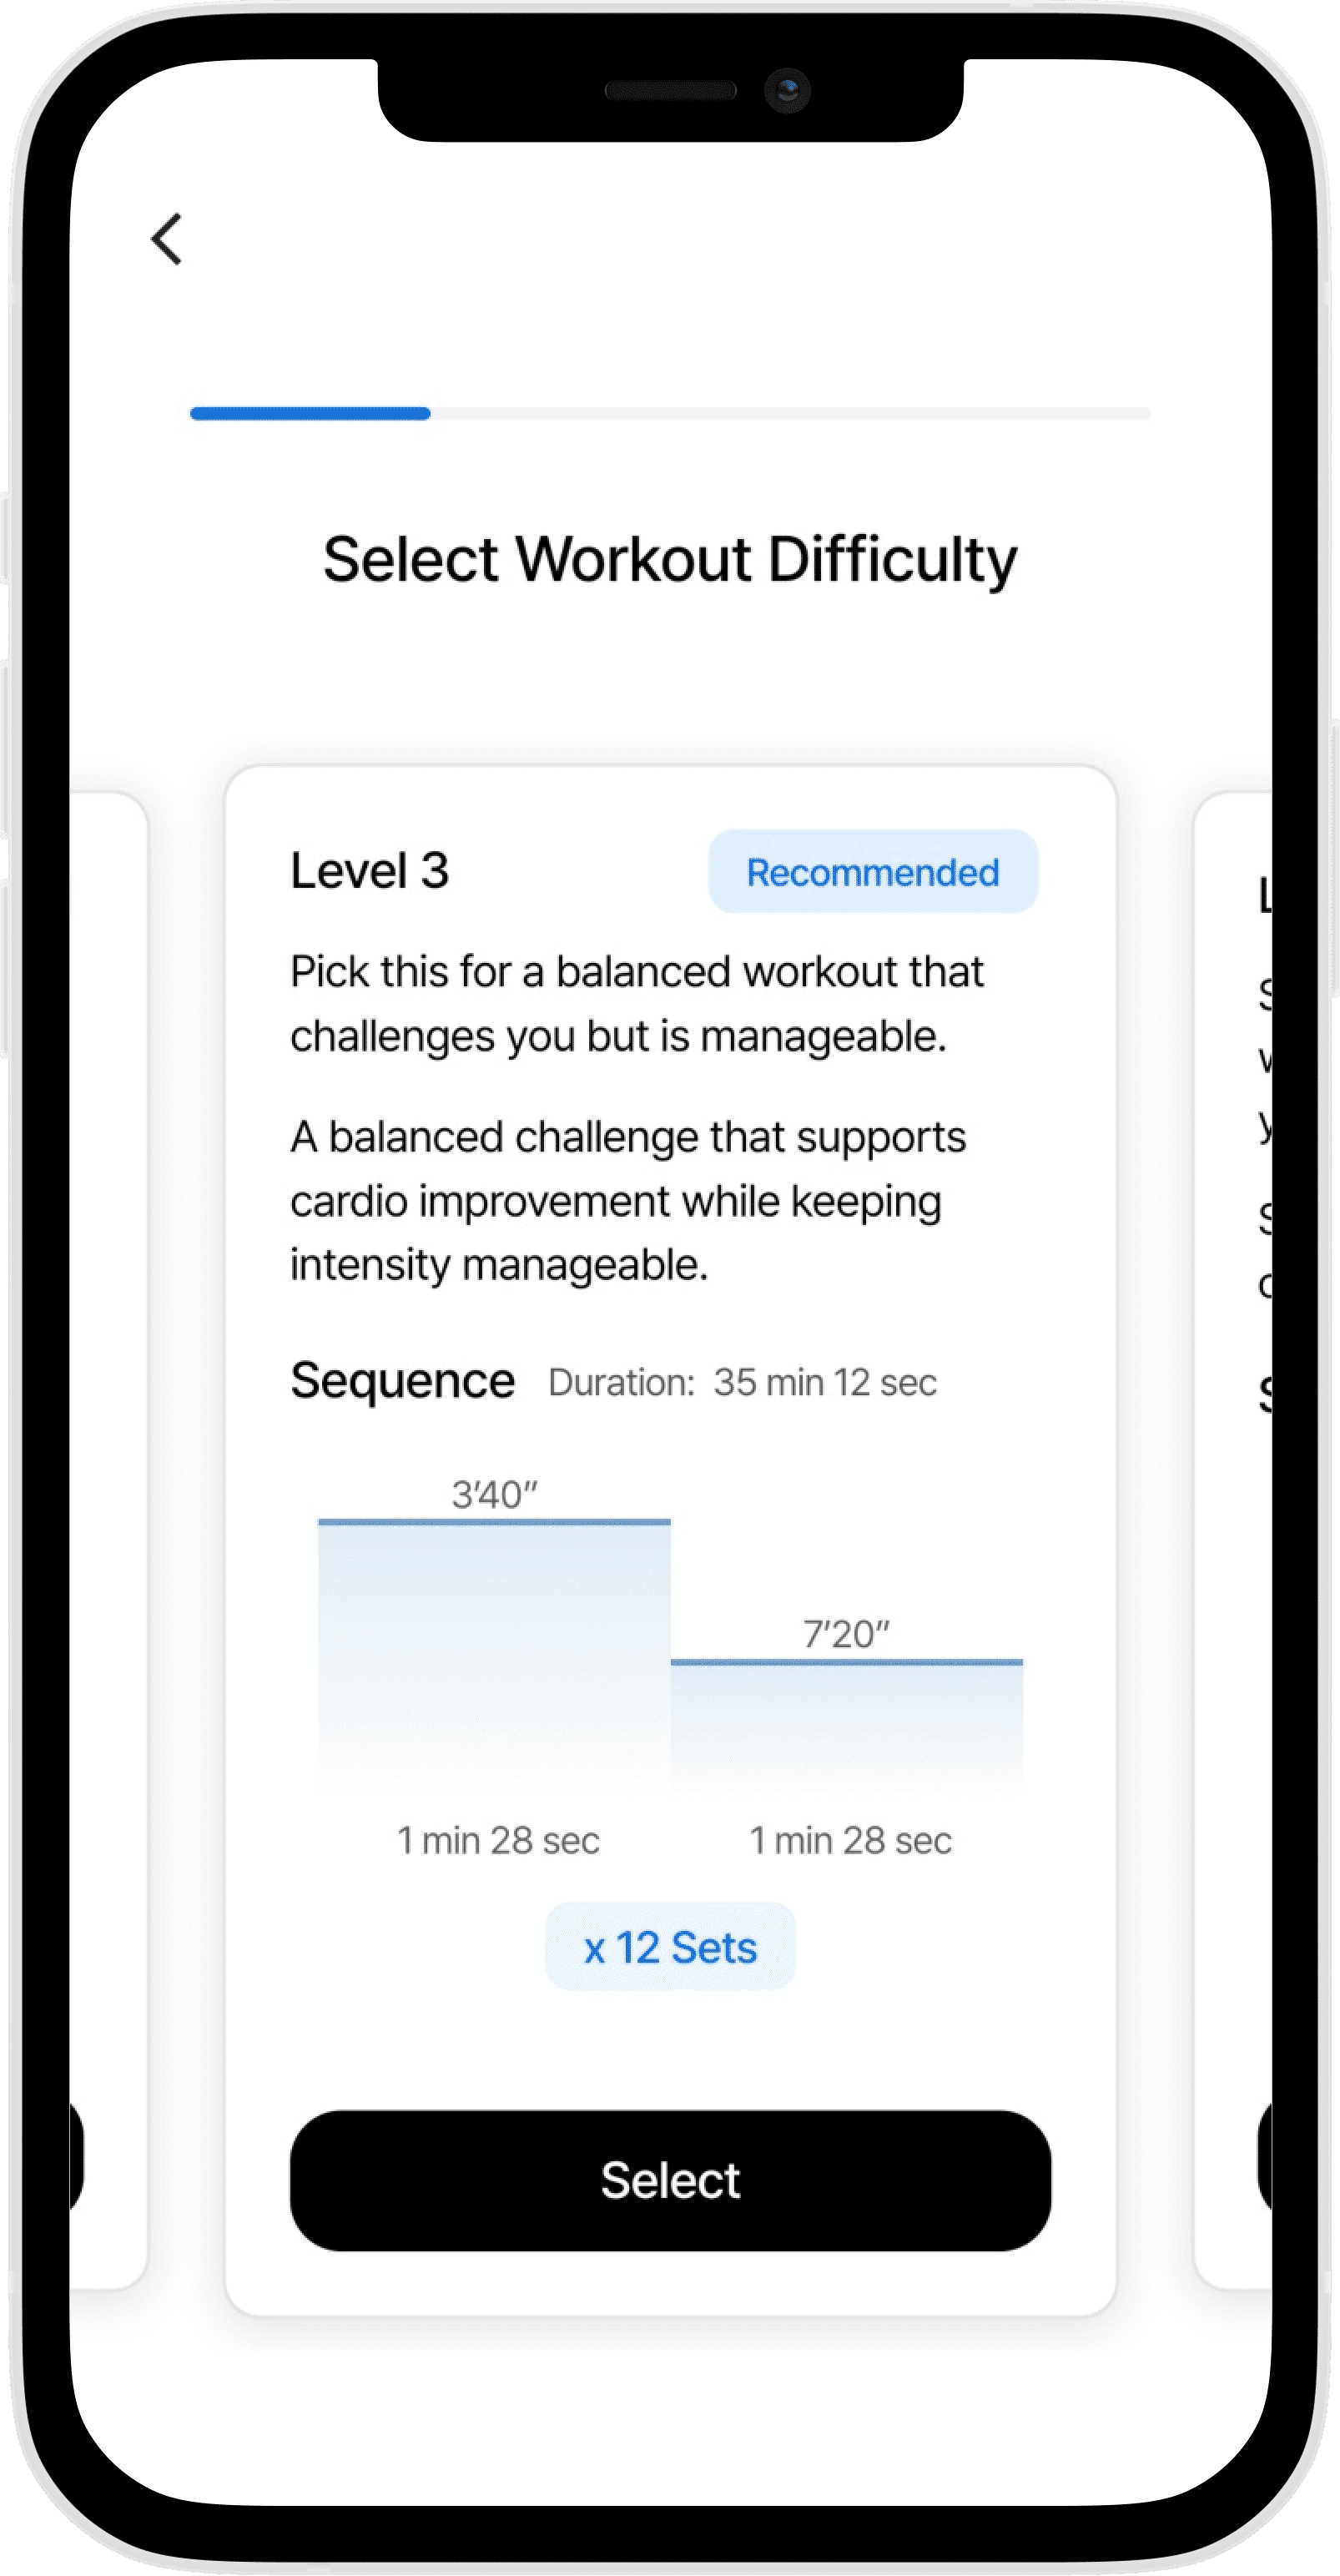 Select Workout Difficulty
Level 3
Recommended
Pick this for a balanced workout that
challenges you but is manageable.
A balanced challenge that supports
cardio improvement while keeping
intensity manageable.
Sequence Duration: 35 min 12 sec
3’40”
7’20”
1 min 28 sec 1 min 28 sec
x 12 Sets
Select